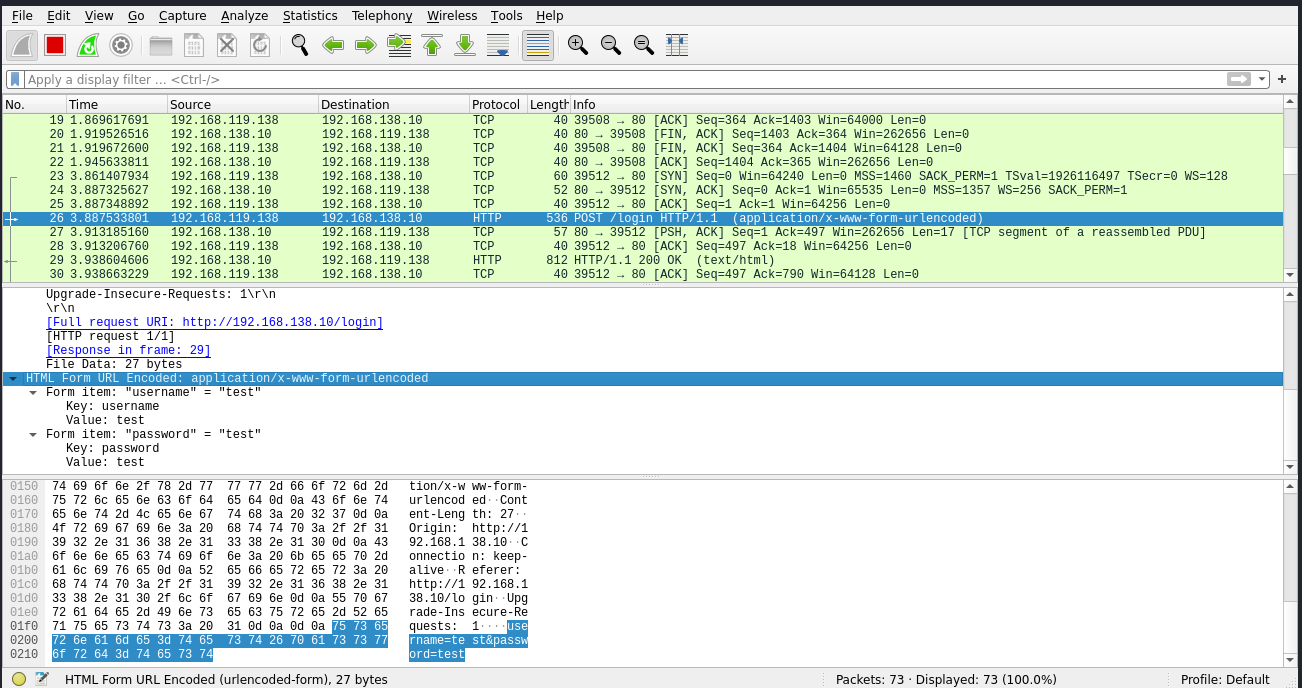 File Edit View Go Capture Analyze Statistics Telephony Wireless Tools Help
Apply a display filter … <Ctrl-/>
No. Time Source Destination Protocol Length Info
19 1.869617691 192.168.119.138 192.168.138.10 TCP 40 39508 → 80 [ACK] Seq=364 Ack=1403 Win=64000 Len=0
20 1.919526516 192.168.138.10 192.168.119.138 TCP 40 80 → 39508 [FIN, ACK] Seq=1403 Ack=364 Win=262656 Len=0
21 1.919672600 192.168.119.138 192.168.138.10 TCP 40 39508 → 80 [FIN, ACK] Seq=364 Ack=1404 Win=64128 Len=0
22 1.945633811 192.168.138.10 192.168.119.138 TCP 40 80 → 39508 [ACK] Seq=1404 Ack=365 Win=262656 Len=0
23 3.861407934 192.168.119.138 192.168.138.10 TCP 60 39512 → 80 [SYN] Seq=0 Win=64240 Len=0 MSS=1460 SACK_PERM=1 TSval=1926116497 TSecr=0 WS=128
24 3.887325627 192.168.138.10 192.168.119.138 TCP 52 80 → 39512 [SYN, ACK] Seq=0 Ack=1 Win=65535 Len=0 MSS=1357 WS=256 SACK_PERM=1
25 3.887348892 192.168.119.138 192.168.138.10 TCP 40 39512 → 80 [ACK] Seq=1 Ack=1 Win=64256 Len=0
26 3.887533801 192.168.119.138 192.168.138.10 HTTP 536 POST /login HTTP/1.1  (application/x-www-form-urlencoded)
27 3.913185160 192.168.138.10 192.168.119.138 TCP 57 80 → 39512 [PSH, ACK] Seq=1 Ack=497 Win=262656 Len=17 [TCP segment of a reassembled PDU]
28 3.913206760 192.168.119.138 192.168.138.10 TCP 40 39512 → 80 [ACK] Seq=497 Ack=18 Win=64256 Len=0
29 3.938604606 192.168.138.10 192.168.119.138 HTTP 812 HTTP/1.1 200 OK  (text/html)
30 3.938663229 192.168.119.138 192.168.138.10 TCP 40 39512 → 80 [ACK] Seq=497 Ack=790 Win=64128 Len=0
Upgrade-Insecure-Requests: 1\r\n
\r\n
[Full request URI: http://192.168.138.10/login]
[HTTP request 1/1]
[Response in frame: 29]
File Data: 27 bytes
HTML Form URL Encoded: application/x-www-form-urlencoded
Form item: "username" = "test"
Key: username
Value: test
Form item: "password" = "test"
Key: password
Value: test
0150 74 69 6f 6e 2f 78 2d 77 77 77 2d 66 6f 72 6d 2d tion/x-w ww-form-
0160 75 72 6c 65 6e 63 6f 64 65 64 0d 0a 43 6f 6e 74 urlencod ed··Cont
0170 65 6e 74 2d 4c 65 6e 67 74 68 3a 20 32 37 0d 0a ent-Leng th: 27··
0180 4f 72 69 67 69 6e 3a 20 68 74 74 70 3a 2f 2f 31 Origin:  http://1
0190 39 32 2e 31 36 38 2e 31 33 38 2e 31 30 0d 0a 43 92.168.1 38.10··C
01a0 6f 6e 6e 65 63 74 69 6f 6e 3a 20 6b 65 65 70 2d onnectio n: keep-
01b0 61 6c 69 76 65 0d 0a 52 65 66 65 72 65 72 3a 20 alive··R eferer:
01c0 68 74 74 70 3a 2f 2f 31 39 32 2e 31 36 38 2e 31 http://1 92.168.1
01d0 33 38 2e 31 30 2f 6c 6f 67 69 6e 0d 0a 55 70 67 38.10/lo gin··Upg
01e0 72 61 64 65 2d 49 6e 73 65 63 75 72 65 2d 52 65 rade-Ins ecure-Re
01f0 71 75 65 73 74 73 3a 20 31 0d 0a 0d 0a 75 73 65 quests:  1····use
0200 72 6e 61 6d 65 3d 74 65 73 74 26 70 61 73 73 77 rname=te st&passw
0210 6f 72 64 3d 74 65 73 74 ord=test
HTML Form URL Encoded (urlencoded-form), 27 bytes Packets: 73 · Displayed: 73 (100.0%) Profile: Default